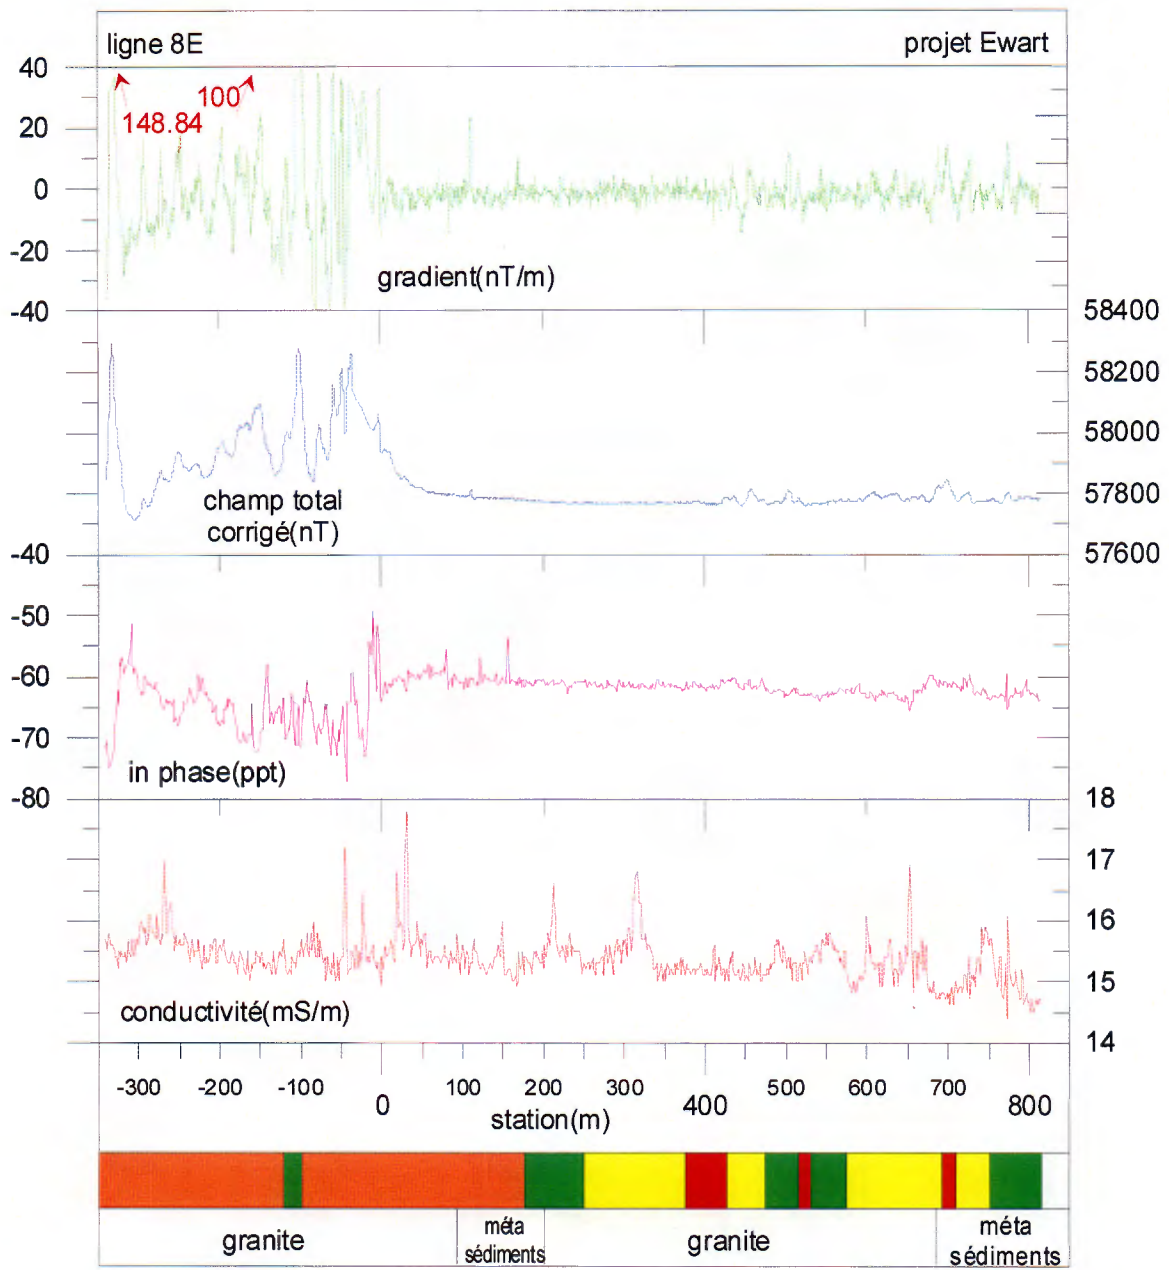 ligne 8E projet Ewart
40
20
0
-20
-40
100
148.84
gradient(nT/m)
58400
58200
58000
57800
57600
champ total
corrigé(nT)
-40
-50
-60
-70
-80
in phase(ppt)
18
17
16
15
14
conductivité(mS/m)
-300 -200 -100 0 100 200 300 400 500 600 700 800
station(m)
granite
méta
sédiments
granite
méta
sédiments